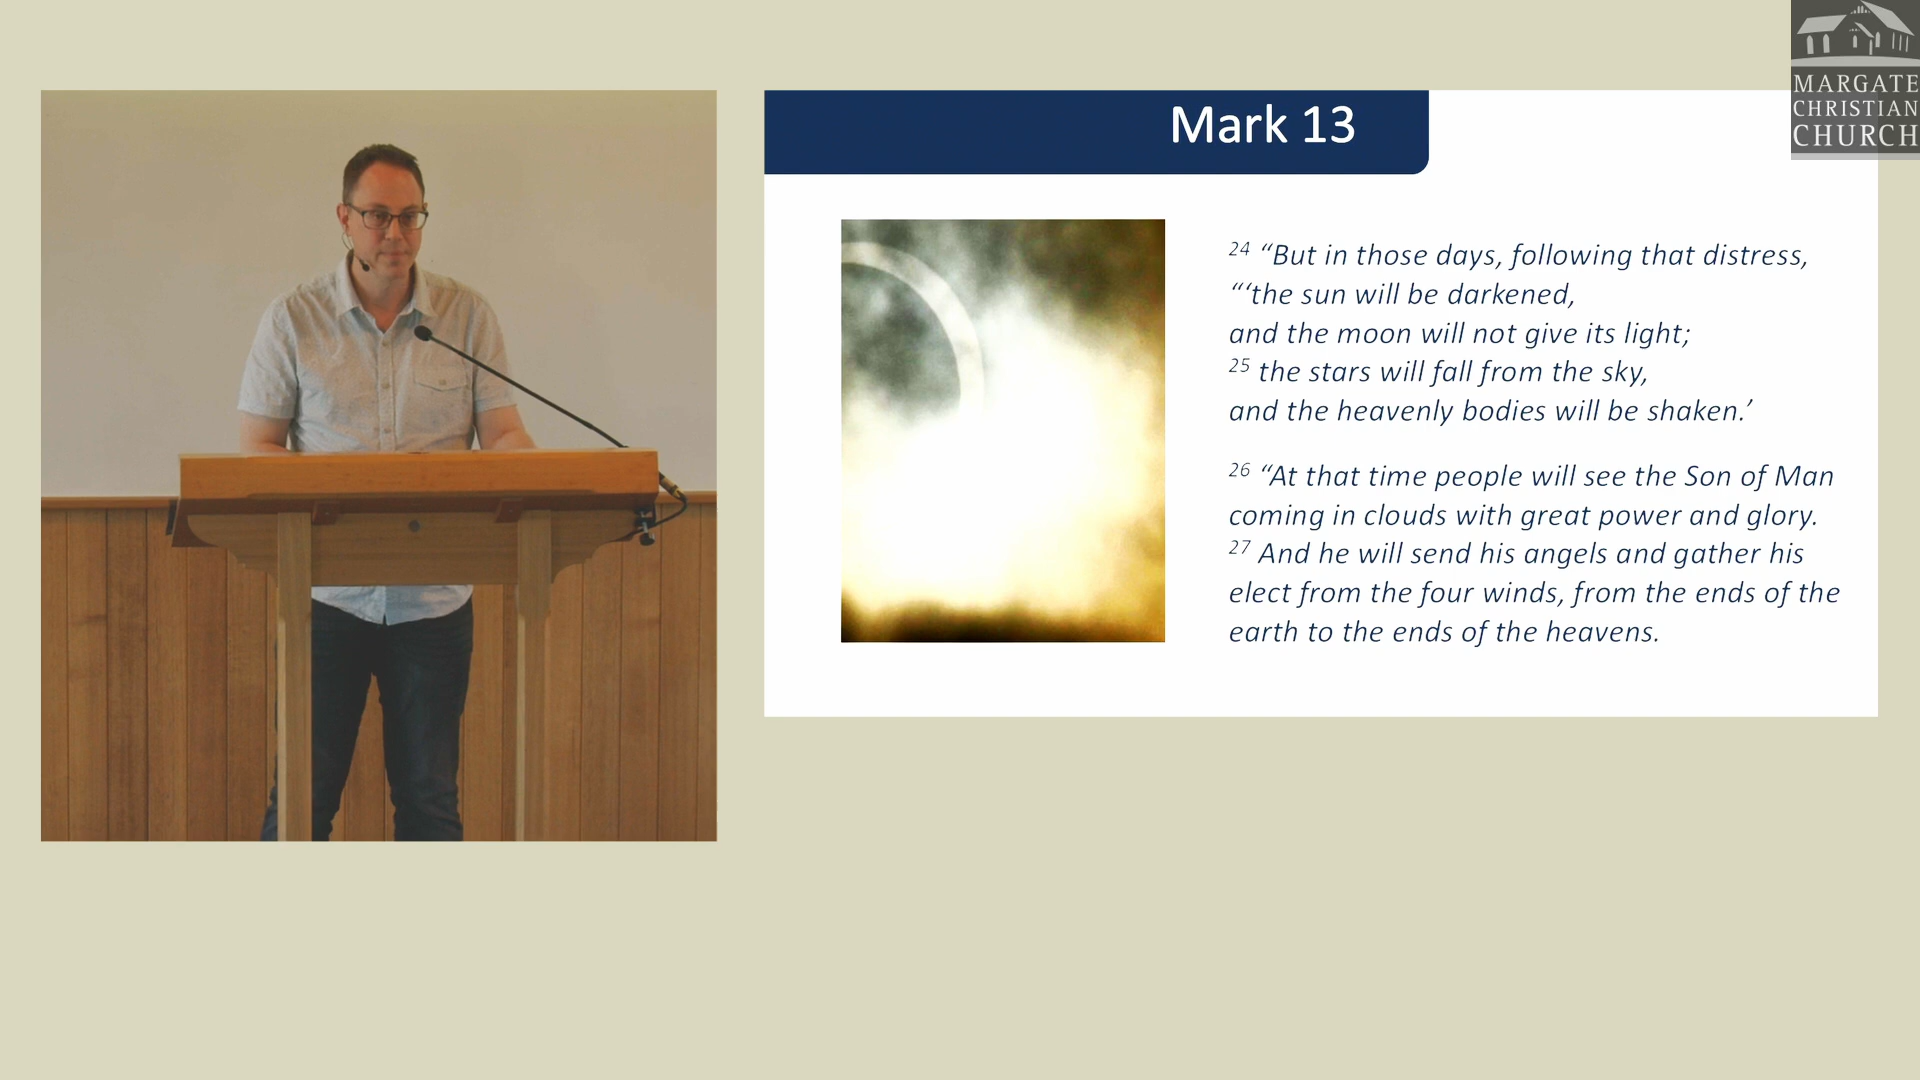 MARGATE
CHRISTIAN
CHURCH
Mark 13
24 “But in those days, following that distress,
“‘the sun will be darkened,
and the moon will not give its light;
25 the stars will fall from the sky,
and the heavenly bodies will be shaken.’
26 “At that time people will see the Son of Man
coming in clouds with great power and glory.
27 And he will send his angels and gather his
elect from the four winds, from the ends of the
earth to the ends of the heavens.